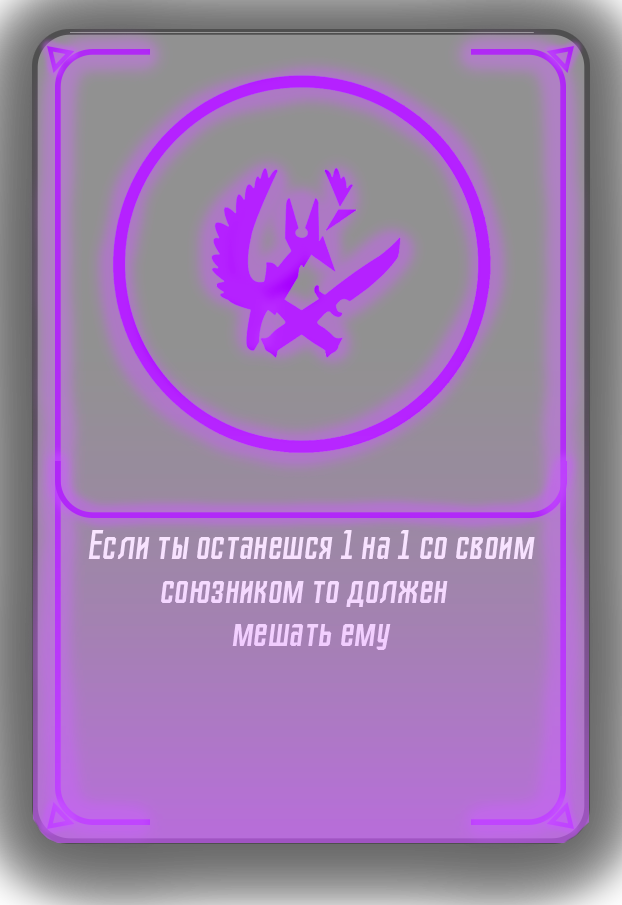 Если ты останешся 1 на 1 со своим
союзником то должен
мешать ему